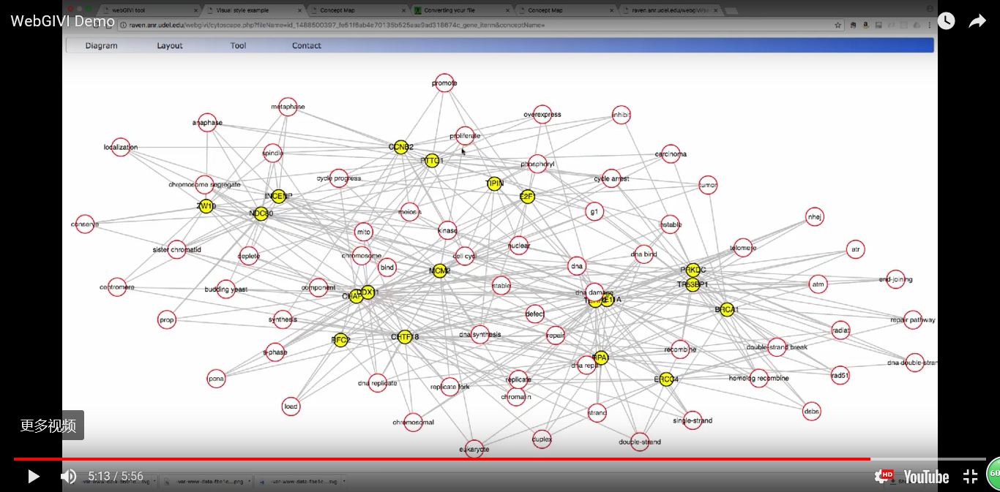 WebGIVI Demo
webGIVI tool
Visual style example
Concept Map
Converting your file
Concept Map
Diagram Layout Tool Contact
promote
metaphase
overexpress
inhibit
anaphase
proliferate
localization
CCNB2
spindle
carcinoma
PTTG1
phosphoryl
cycle progress
cycle arrest
chromosome segregate
TIPIN
tumor
INCENP
E2F1
ZW10
NDC80
meiosis
g1
nhej
conserve
instable
mito
kinase
nuclear
telomere
sister chromatid
atr
deplete
chromosome
cell cycl
dna bind
bind
dna
MCM2
PRKDC
end-joining
TP53BP1
atm
stable
centromere
component
budding yeast
DDX11
dna damage
BRCA1
defect
prop
synthesis
repair pathway
radiat
dna synthesis
repair
CHTF18
RFC2
double-strand break
recombine
s-phase
RPA1
dna double-stran
dna repair
rad51
pcna
homolog recombine
ERCC4
replicate
dna replicate
replicate fork
chromatin
load
dsbs
strand
single-strand
chromosomal
duplex
double-strand
eukaryote
更多视频
5:13 / 5:56
HD
YouTube
60